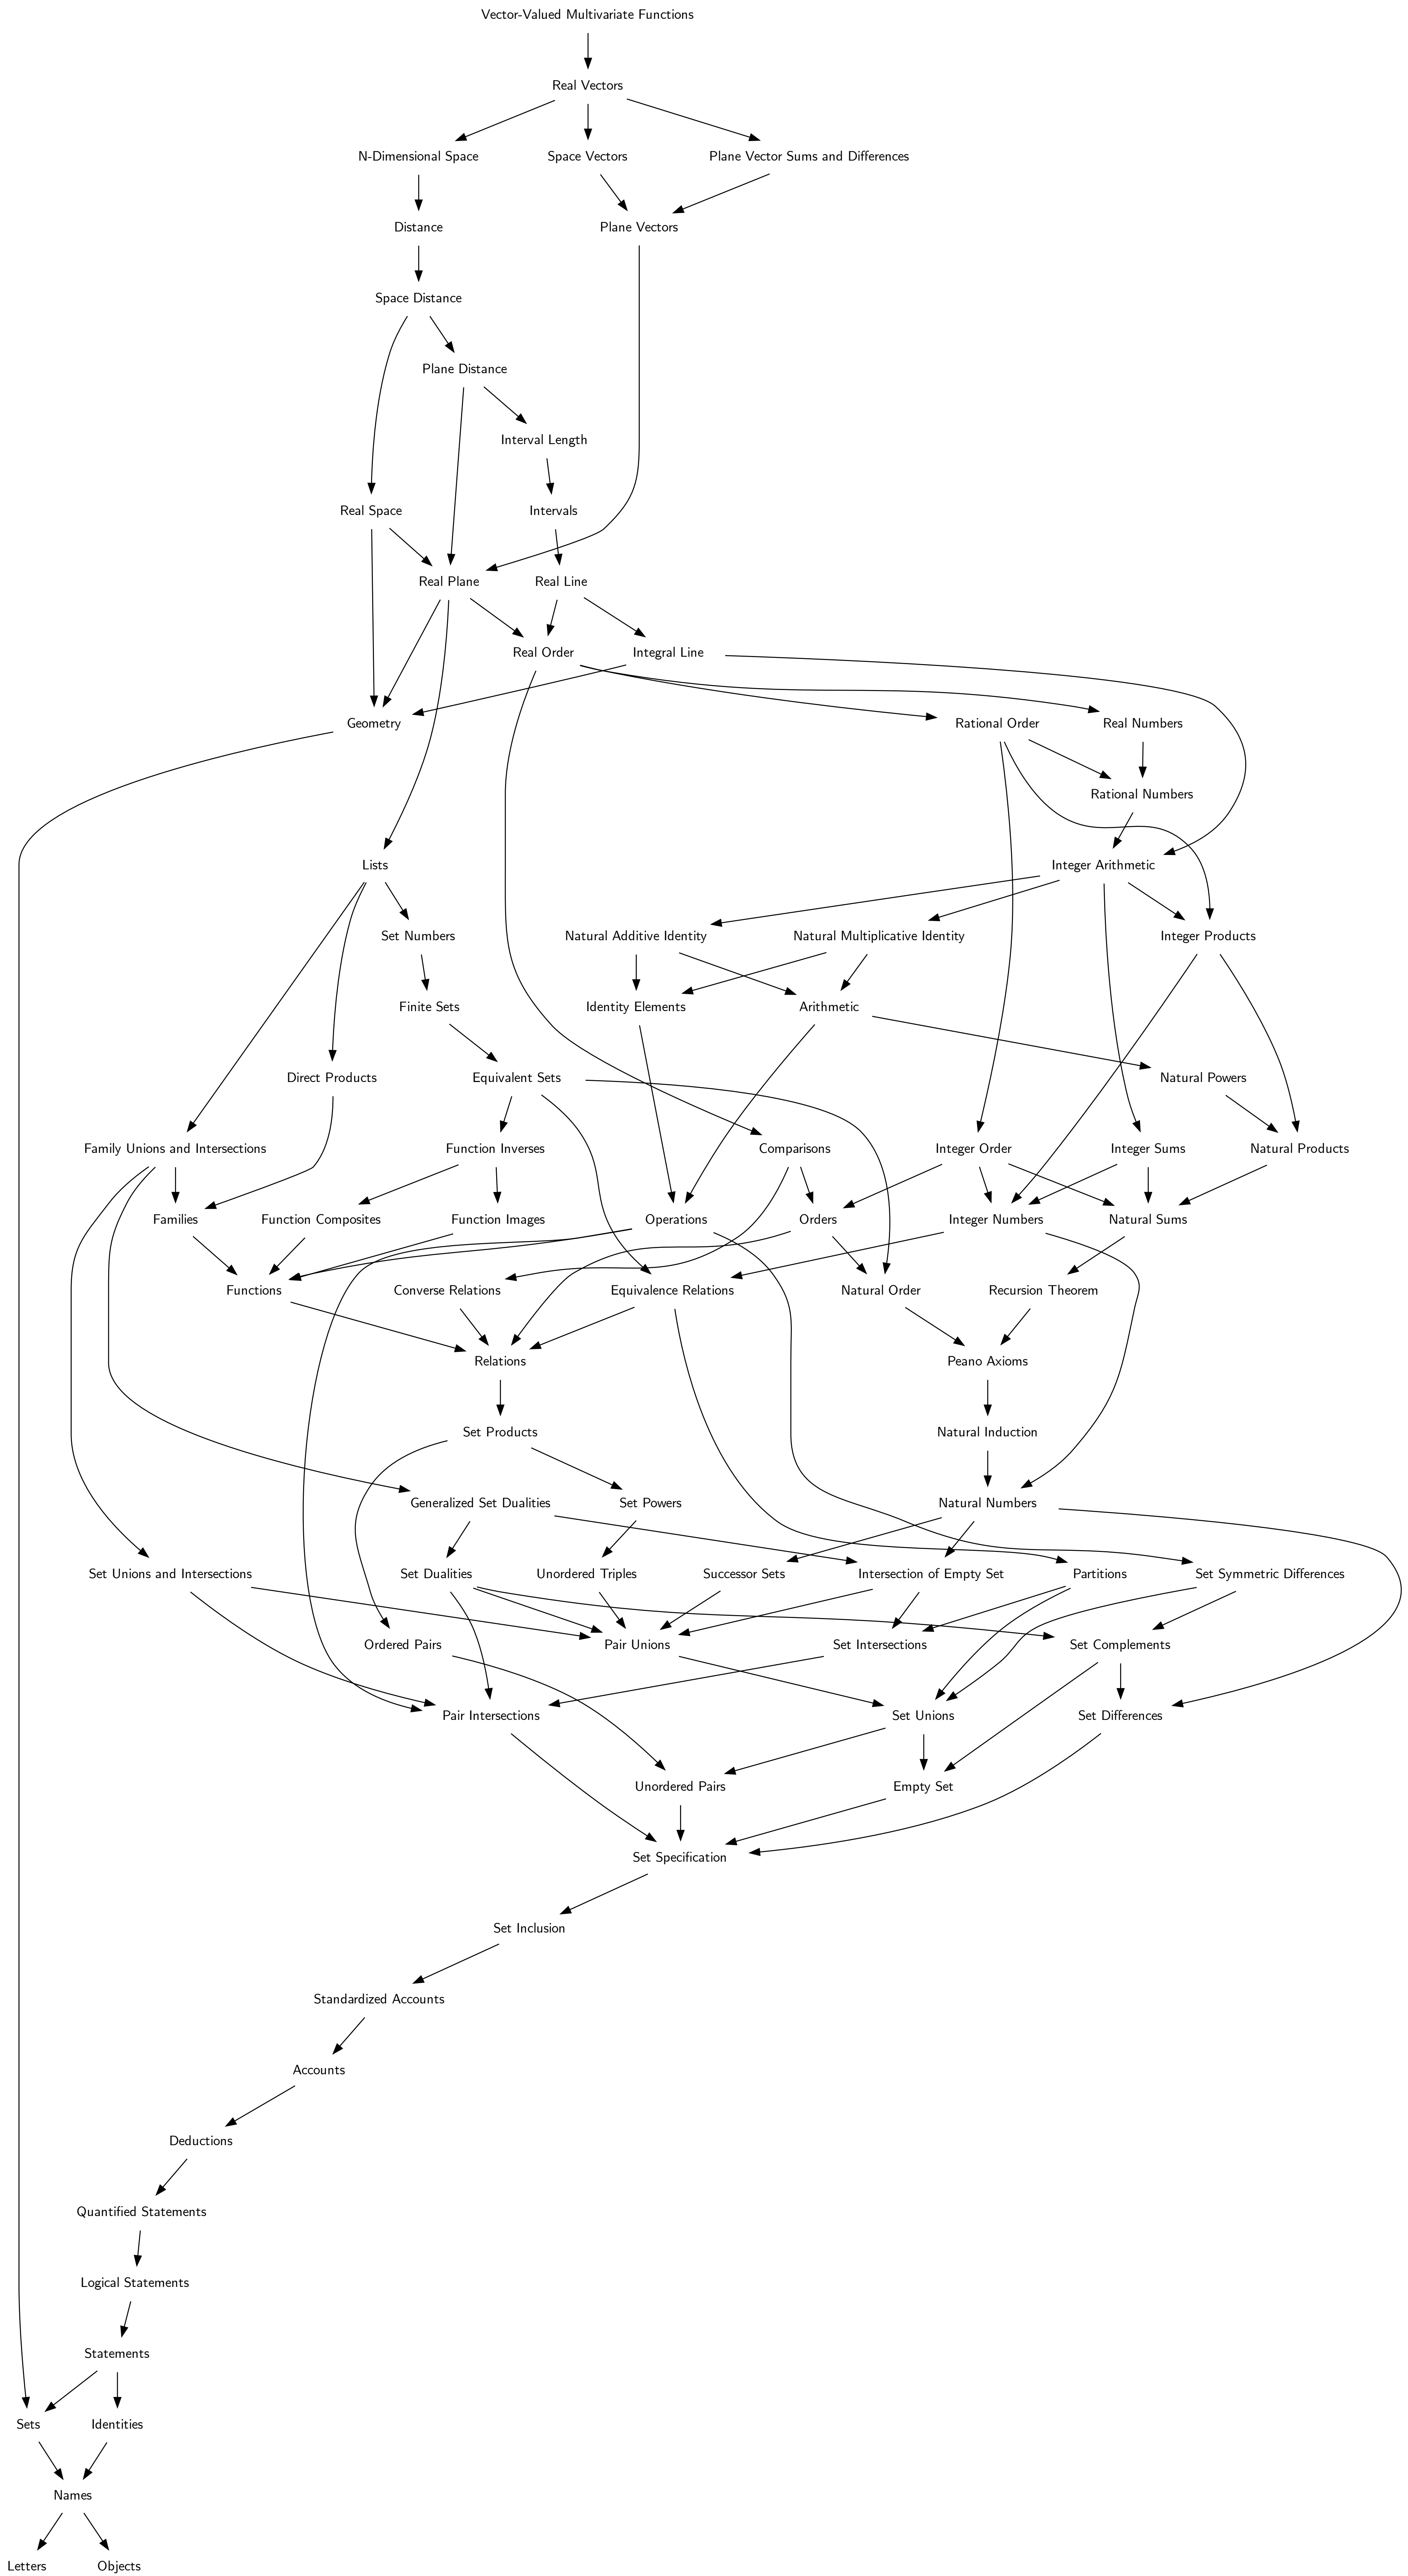 Vector-Valued Multivariate Functions
Real Vectors
N-Dimensional Space
Space Vectors
Plane Vector Sums and Differences
Distance
Plane Vectors
Space Distance
Plane Distance
Interval Length
Real Space
Intervals
Real Plane
Real Line
Real Order
Integral Line
Geometry
Rational Order
Real Numbers
Rational Numbers
Lists
Integer Arithmetic
Set Numbers
Natural Additive Identity
Natural Multiplicative Identity
Integer Products
Finite Sets
Identity Elements
Arithmetic
Direct Products
Equivalent Sets
Natural Powers
Family Unions and Intersections
Function Inverses
Comparisons
Integer Order
Integer Sums
Natural Products
Families
Function Composites
Function Images
Operations
Orders
Integer Numbers
Natural Sums
Functions
Converse Relations
Equivalence Relations
Natural Order
Recursion Theorem
Relations
Peano Axioms
Set Products
Natural Induction
Generalized Set Dualities
Set Powers
Natural Numbers
Set Unions and Intersections
Set Dualities
Unordered Triples
Successor Sets
Intersection of Empty Set
Partitions
Set Symmetric Differences
Ordered Pairs
Pair Unions
Set Intersections
Set Complements
Pair Intersections
Set Unions
Set Differences
Unordered Pairs
Empty Set
Set Specification
Set Inclusion
Standardized Accounts
Accounts
Deductions
Quantified Statements
Logical Statements
Statements
Sets
Identities
Names
Letters
Objects